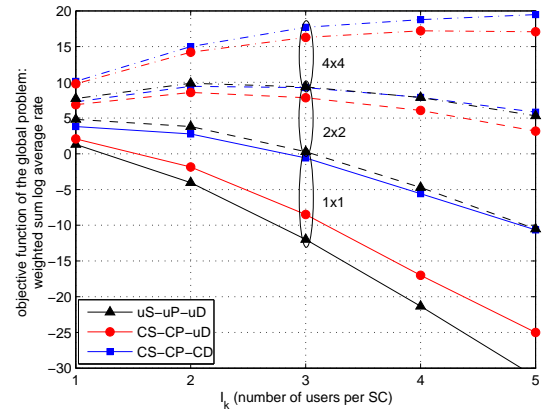 objective function of the global problem:
weighted sum log average rate
20
15
10
5
0
-5
-10
-15
-20
-25
-30
4x4
2x2
1x1
uS-uP-uD
CS-CP-uD
CS-CP-CD
1 2 3 4 5
I_k (number of users per SC)